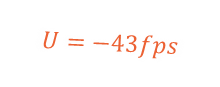 U = −43fps